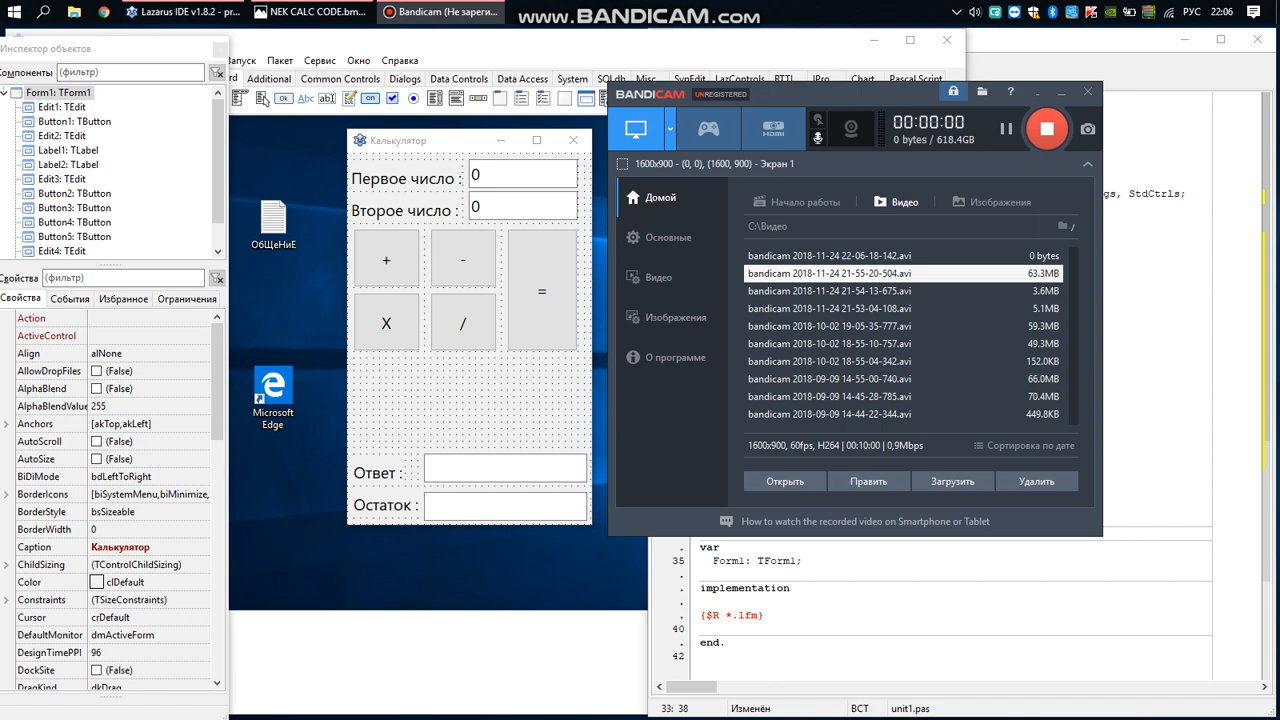 Lazarus IDE v1.8.2 - pr...
NEK CALC CODE.bm...
Bandicam (Не зареги...
www.BANDICAM.com
РУС
22:06
Инспектор объектов
Компоненты
(фильтр)
Form1: TForm1
Edit1: TEdit
Button1: TButton
Edit2: TEdit
Label1: TLabel
Label2: TLabel
Edit3: TEdit
Button2: TButton
Button3: TButton
Button4: TButton
Button5: TButton
Edit4: TEdit
Свойства
(фильтр)
Свойства
События
Избранное
Ограничения
Action
ActiveControl
Align
alNone
AllowDropFiles
(False)
AlphaBlend
(False)
AlphaBlendValue
255
Anchors
[akTop,akLeft]
AutoScroll
(False)
AutoSize
(False)
BiDiMode
bdLeftToRight
BorderIcons
[biSystemMenu,biMinimize,
BorderStyle
bsSizeable
BorderWidth
0
Caption
Калькулятор
ChildSizing
(TControlChildSizing)
Color
clDefault
Constraints
(TSizeConstraints)
Cursor
crDefault
DefaultMonitor
dmActiveForm
DesignTimePPI
96
DockSite
(False)
DragKind
dkDrag
Запуск
Пакет
Сервис
Окно
Справка
Additional
Common Controls
Dialogs
Data Controls
Data Access
System
SQLdb
Misc
SynEdit
LazControls
RTTI
IPro
Chart
Pascal Script
Ok
Abc
abI
on
ОбЩеНиЕ
Microsoft
Edge
Калькулятор
Первое число :
0
Второе число :
0
+
-
=
X
/
Ответ :
Остаток :
BANDICAM
UNREGISTERED
HDMI
00:00:00
0 bytes / 618.4GB
1600x900 - (0, 0), (1600, 900) - Экран 1
Домой
Основные
Видео
Изображения
О программе
Начало работы
Видео
Изображения
C:\Видео
/
bandicam 2018-11-24 22-06-18-142.avi
0 bytes
bandicam 2018-11-24 21-55-20-504.avi
63.3MB
bandicam 2018-11-24 21-54-13-675.avi
3.6MB
bandicam 2018-11-24 21-53-04-108.avi
5.1MB
bandicam 2018-10-02 19-05-35-777.avi
59.3MB
bandicam 2018-10-02 18-55-10-757.avi
49.3MB
bandicam 2018-10-02 18-55-04-342.avi
152.0KB
bandicam 2018-09-09 14-55-00-740.avi
66.0MB
bandicam 2018-09-09 14-45-28-785.avi
70.4MB
bandicam 2018-09-09 14-44-22-344.avi
449.8KB
1600x900, 60fps, H264 | 00:10:00 | 0,9Mbps
Сортировка по дате
Открыть
Править
Загрузить
Удалить
How to watch the recorded video on Smartphone or Tablet
gs, StdCtrls;
var
35
Form1: TForm1;
implementation
{$R *.lfm}
40
end.
42
33: 38
Изменён
ВСТ
unit1.pas